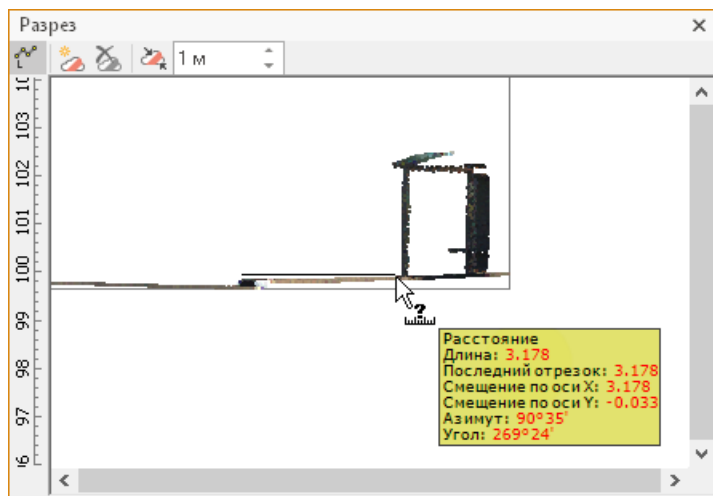 Разрез
1 м
103
102
101
100
99
98
97
Расстояние
Длина: 3.178
Последний отрезок: 3.178
Смещение по оси X: 3.178
Смещение по оси Y: -0.033
Азимут: 90°35'
Угол: 269°24'